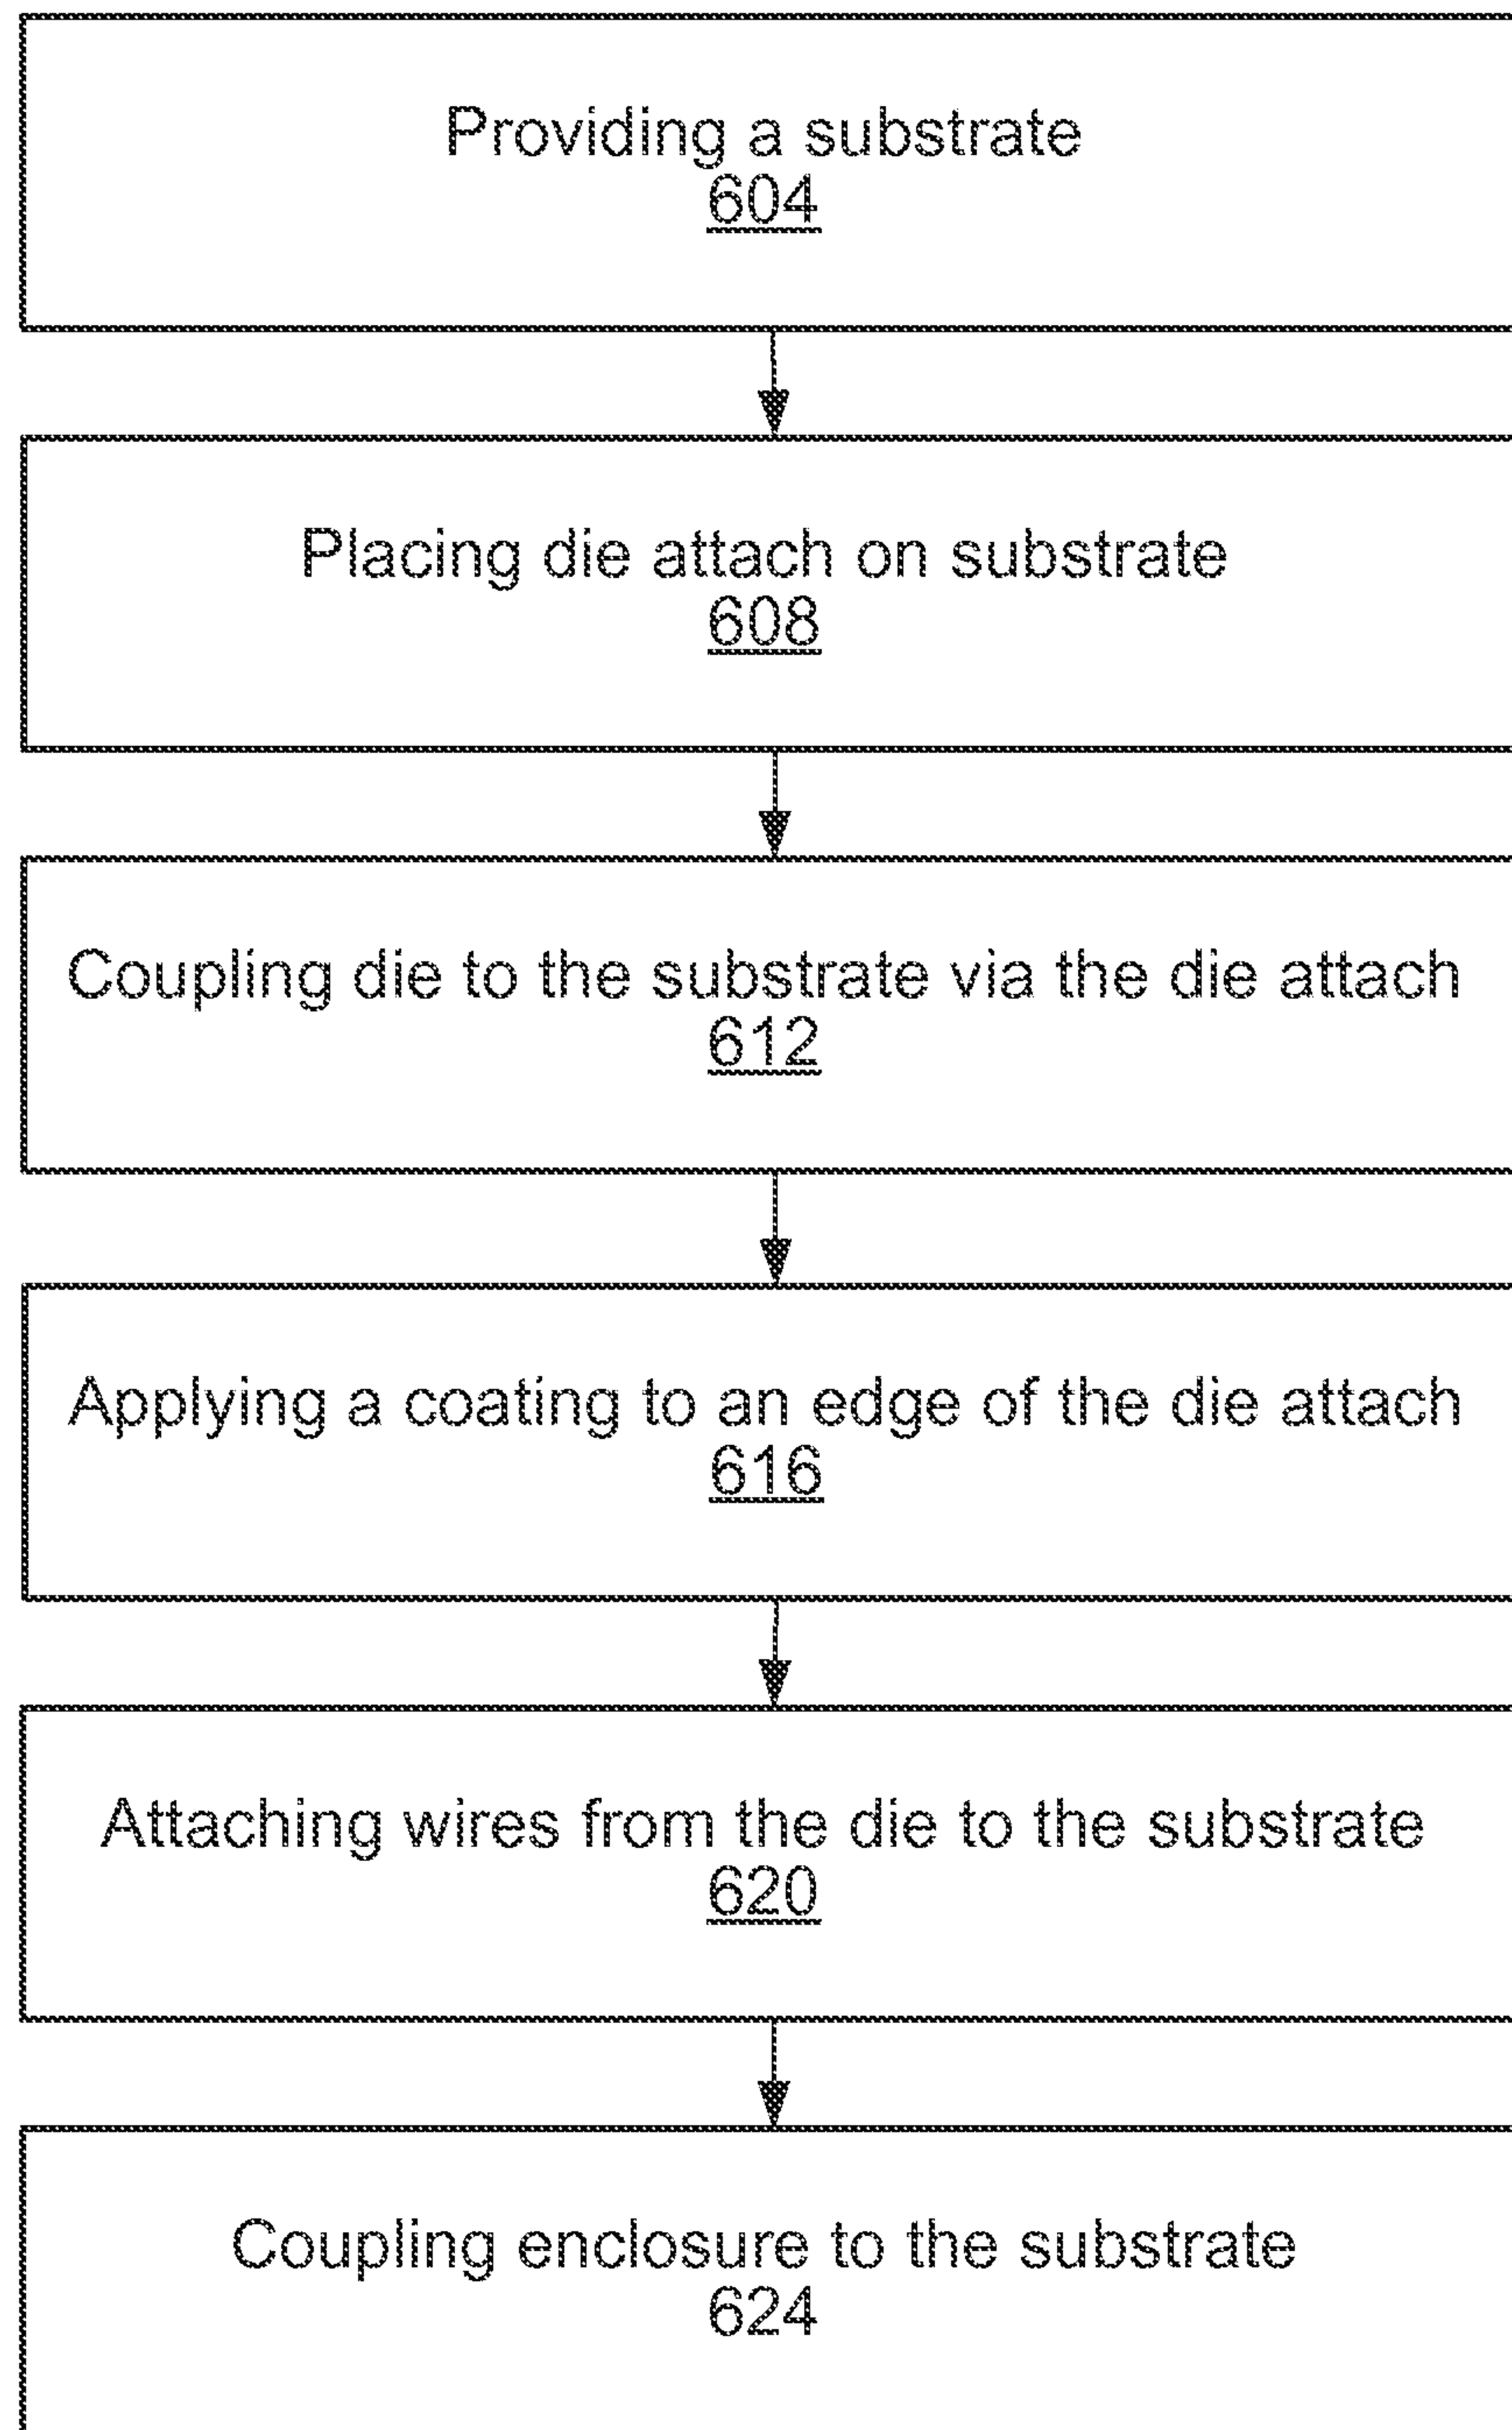 Providing a substrate
604
Placing die attach on substrate
608
Coupling die to the substrate via the die attach
612
Applying a coating to an edge of the die attach
616
Attaching wires from the die to the substrate
620
Coupling enclosure to the substrate
624